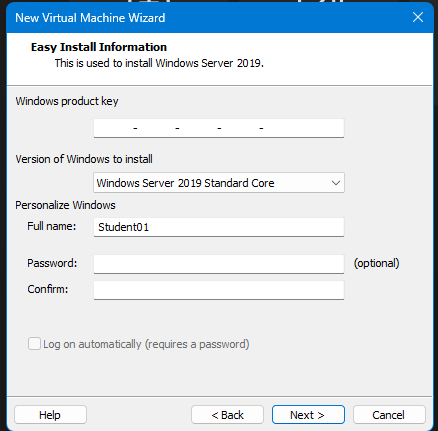 New Virtual Machine Wizard
Easy Install Information
This is used to install Windows Server 2019.
Windows product key
- - - -
Version of Windows to install
Windows Server 2019 Standard Core
Personalize Windows
Full name: Student01
Password: (optional)
Confirm:
Log on automatically (requires a password)
Help < Back Next > Cancel